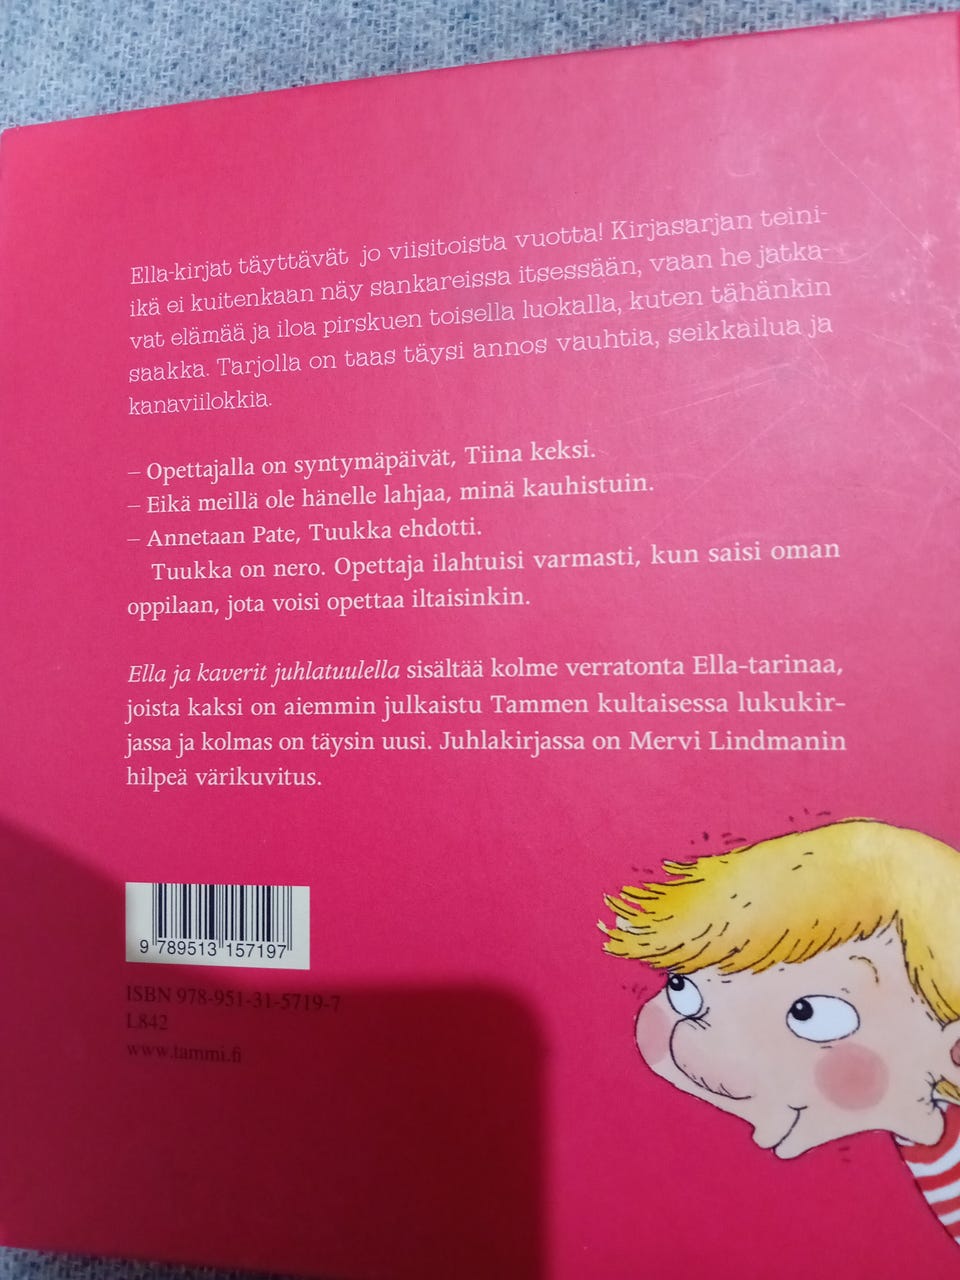 Ella-kirjat täyttävät jo viisitoista vuotta! Kirjasarjan teini-
ikä ei kuitenkaan näy sankareissa itsessään, vaan he jatka-
vat elämää ja iloa pirskuen toisella luokalla, kuten tähänkin
saakka. Tarjolla on taas täysi annos vauhtia, seikkailua ja
kanaviilokkia.
– Opettajalla on syntymäpäivät, Tiina keksi.
– Eikä meillä ole hänelle lahjaa, minä kauhistuin.
– Annetaan Pate, Tuukka ehdotti.
Tuukka on nero. Opettaja ilahtuisi varmasti, kun saisi oman
oppilaan, jota voisi opettaa iltaisinkin.
Ella ja kaverit juhlatuulella sisältää kolme verratonta Ella-tarinaa,
joista kaksi on aiemmin julkaistu Tammen kultaisessa lukukir-
jassa ja kolmas on täysin uusi. Juhlakirjassa on Mervi Lindmanin
hilpeä värikuvitus.
9 789513 157197
ISBN 978-951-31-5719-7
L842
www.tammi.fi